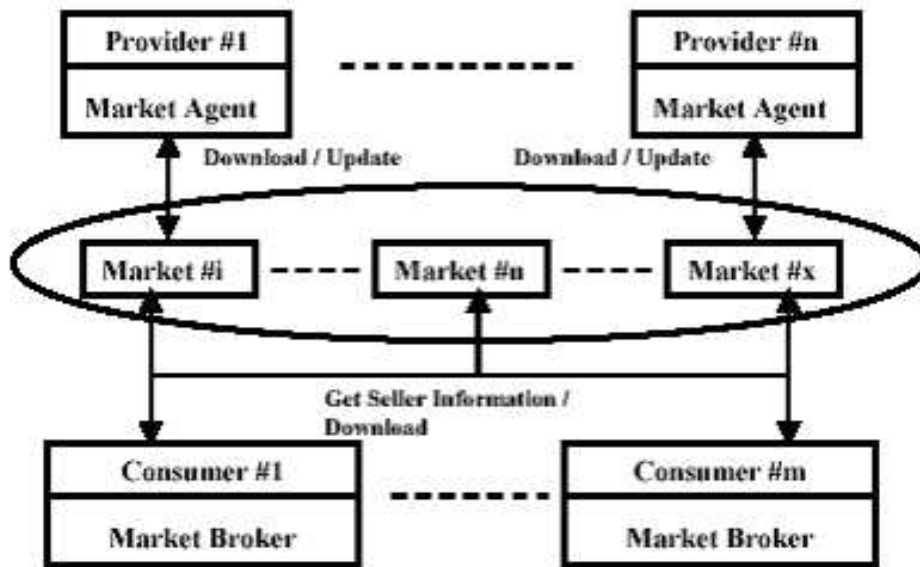 Provider #1
Provider #n
Market Agent
Market Agent
Download / Update
Download / Update
Market #i
Market #n
Market #x
Get Seller Information /
Download
Consumer #1
Consumer #m
Market Broker
Market Broker